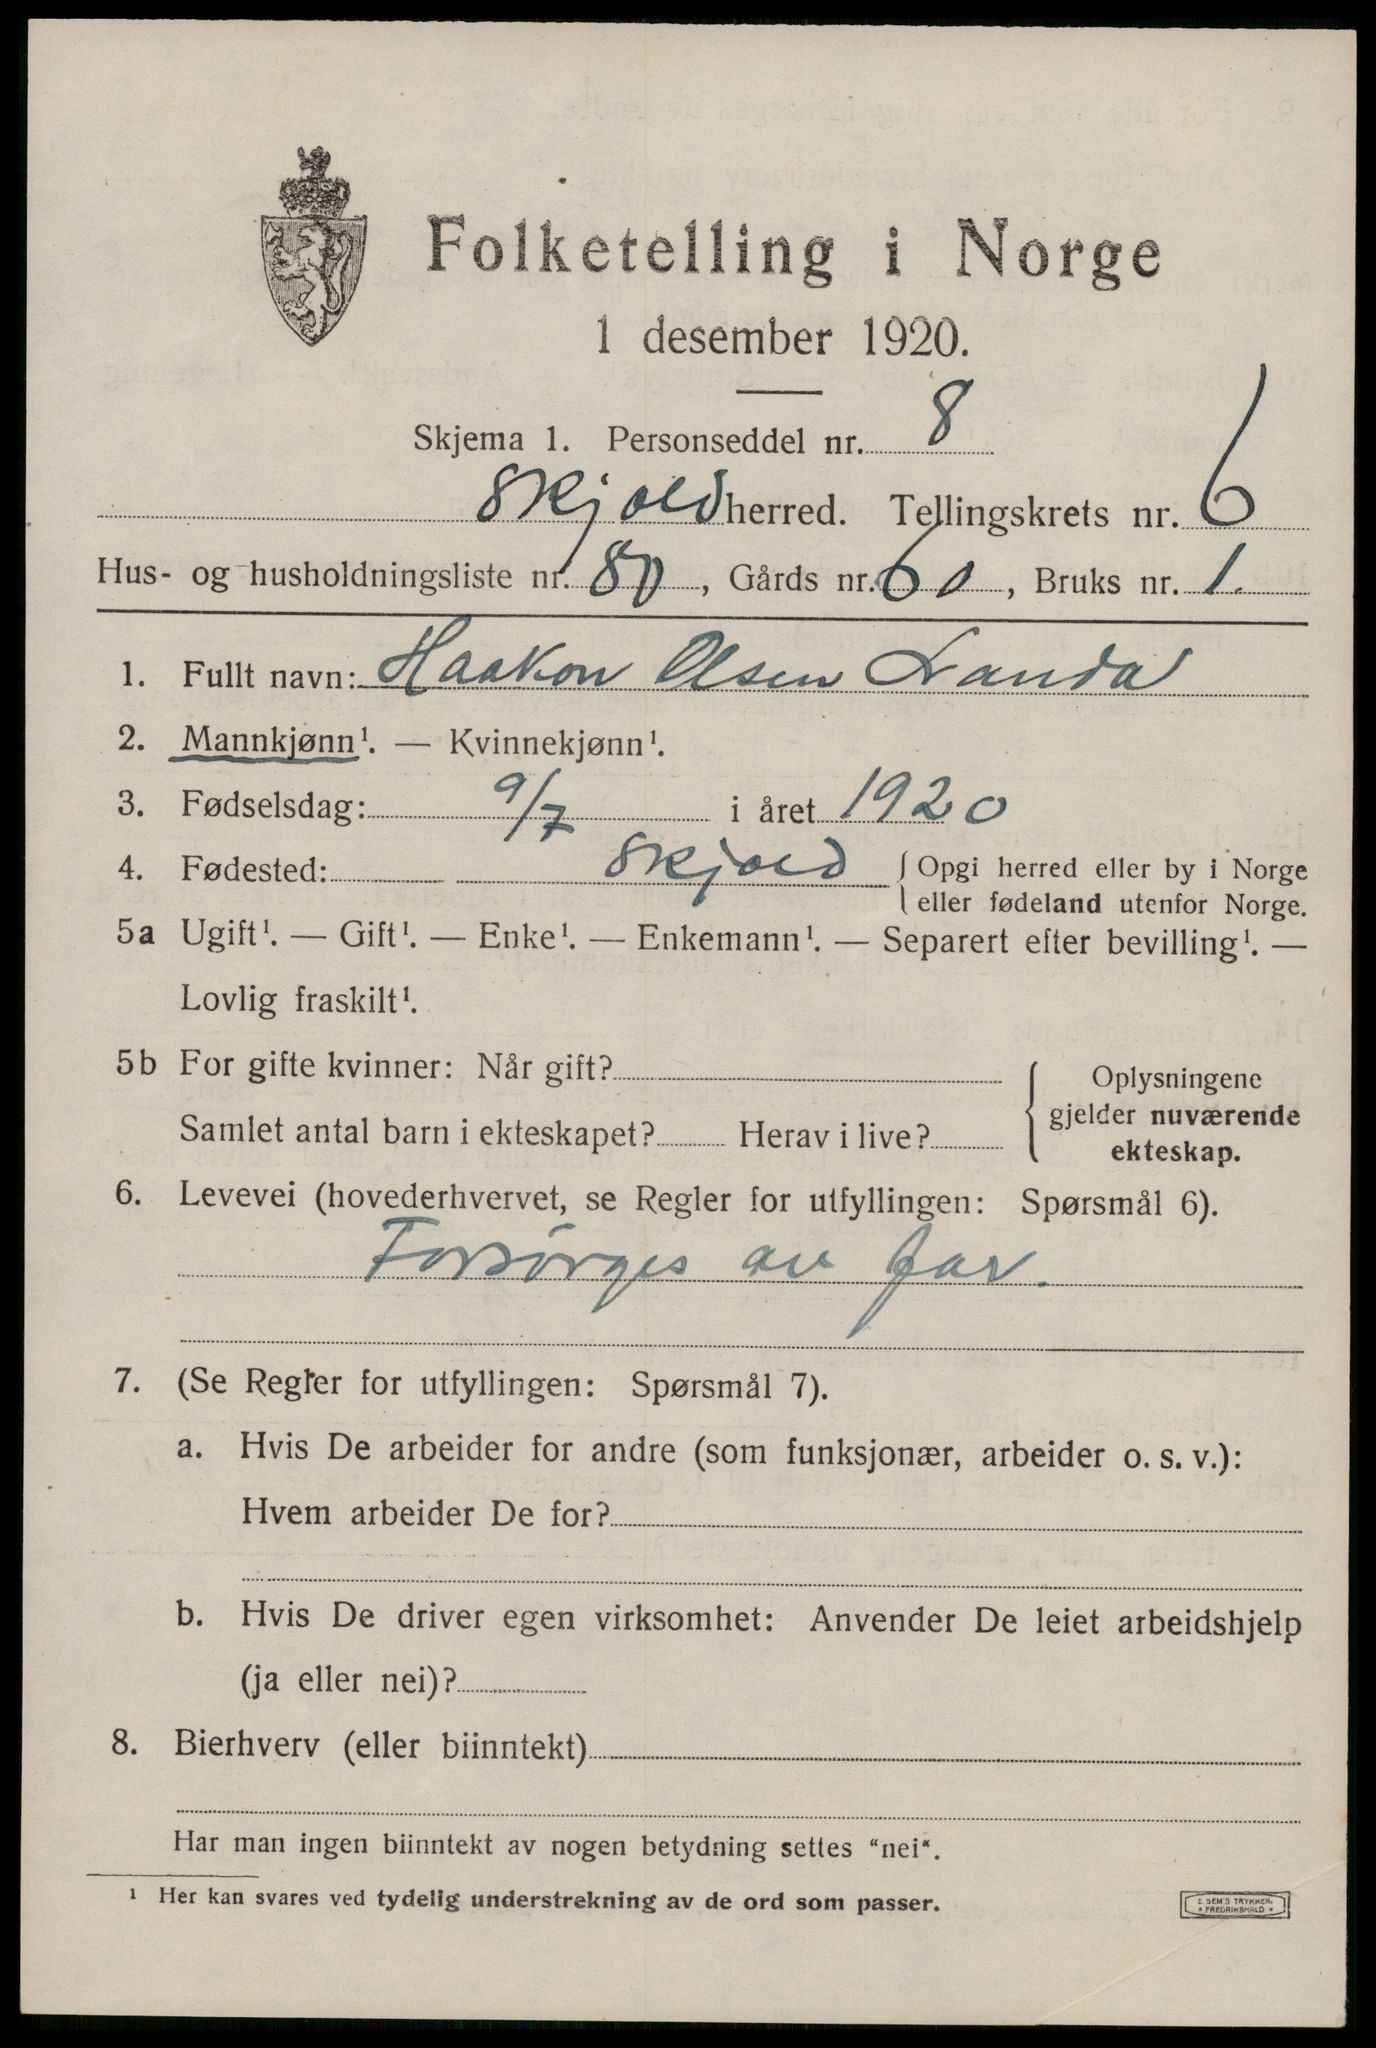 Folketelling i Norge
1 desember 1920.
Skjema 1. Personseddel nr. 8
Skjold herred. Tellingskrets nr. 6
Hus- og husholdningsliste nr. 80, Gårds nr. 60, Bruks nr. 1.
1. Fullt navn: Haakon Olsen Landa
2. Mannkjønn¹. — Kvinnekjønn¹.
3. Fødselsdag: 9/7 i året 1920
4. Fødested: Skjold { Opgi herred eller by i Norge
eller fødeland utenfor Norge.
5a Ugift¹. — Gift¹. — Enke¹. — Enkemann¹. — Separert efter bevilling¹. —
Lovlig fraskilt¹.
5b For gifte kvinner: Når gift?
Samlet antal barn i ekteskapet? Herav i live?
{ Oplysningene
gjelder nuværende
ekteskap.
6. Levevei (hovederhvervet, se Regler for utfyllingen: Spørsmål 6).
Forsørges av far.
7. (Se Regler for utfyllingen: Spørsmål 7).
a. Hvis De arbeider for andre (som funksjonær, arbeider o. s. v.):
Hvem arbeider De for?
b. Hvis De driver egen virksomhet: Anvender De leiet arbeidshjelp
(ja eller nei)?
8. Bierhverv (eller biinntekt)
Har man ingen biinntekt av nogen betydning settes "nei".
¹ Her kan svares ved tydelig understrekning av de ord som passer.
E. SEM'S TRYKKERI
FREDRIKSHALD